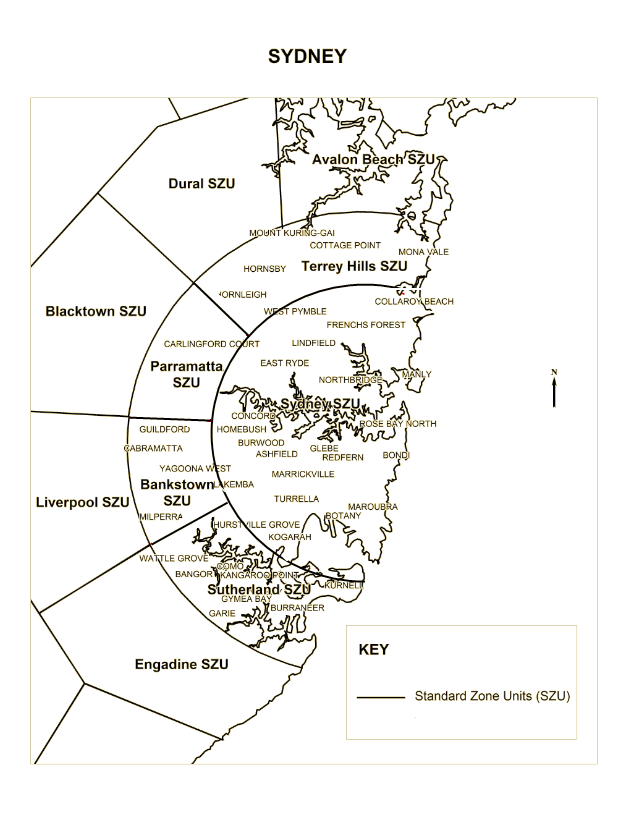 SYDNEY
Avalon Beach SZU
Dural SZU
MOUNT KURING-GAI
COTTAGE POINT
MONA VALE
HORNSBY
Terrey Hills SZU
COLLAROY BEACH
Blacktown SZU
WEST PYMBLE
FRENCHS FOREST
CARLINGFORD COURT
LINDFIELD
EAST RYDE
Parramatta
SZU
NORTHBRIDGE
MANLY
Sydney SZU
CONCORD
ROSE BAY NORTH
GUILDFORD
HOMEBUSH
BURWOOD
CABRAMATTA
GLEBE
ASHFIELD
REDFERN
BONDI
YAGOONA WEST
MARRICKVILLE
Bankstown
SZU
LAKEMBA
Liverpool SZU
TURRELLA
MAROUBRA
MILPERRA
BOTANY
HURSTVILLE GROVE
KOGARAH
WATTLE GROVE
COMO
BANGOR
KANGAROO POINT
KURNELL
Sutherland SZU
GYMEA BAY
BURRANEER
GARIE
Engadine SZU
N
KEY
Standard Zone Units (SZU)